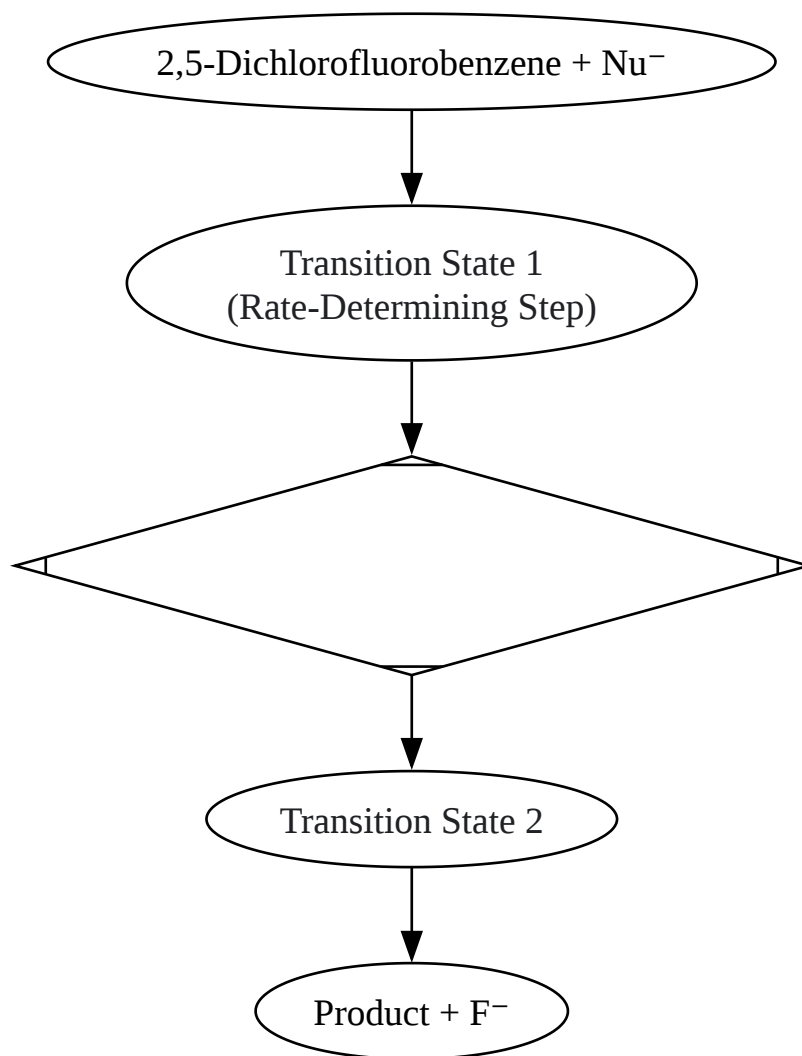 2,5-Dichlorofluorobenzene + Nu⁻
Transition State 1
(Rate-Determining Step)
Transition State 2
Product + F⁻